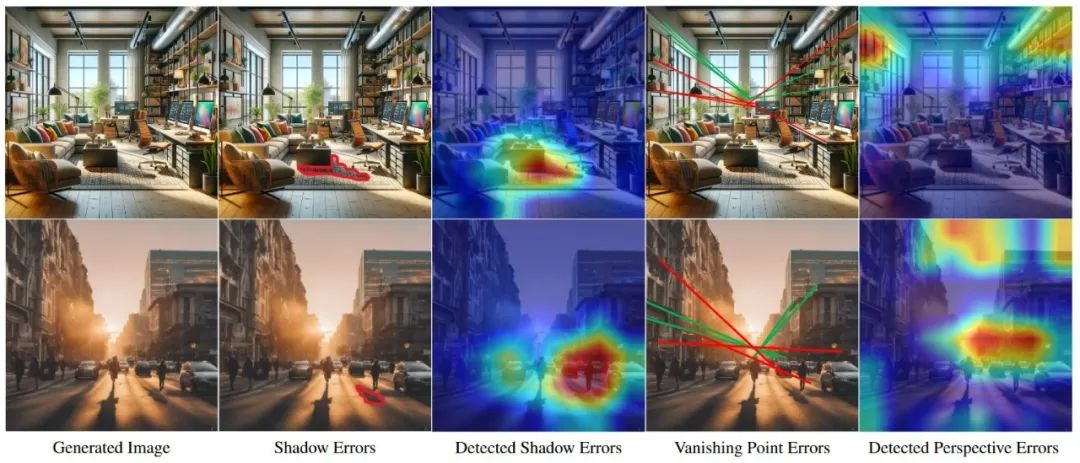 Generated Image
Shadow Errors
Detected Shadow Errors
Vanishing Point Errors
Detected Perspective Errors